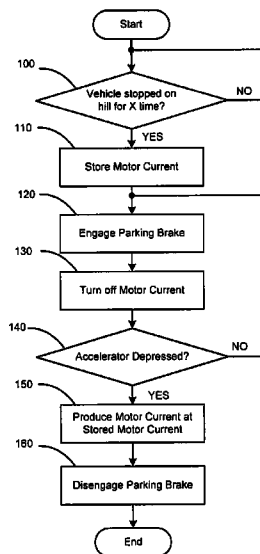 Start
100
Vehicle stopped on
hill for X time?
NO
YES
110
Store Motor Current
120
Engage Parking Brake
130
Turn off Motor Current
140
Accelerator Depressed?
NO
YES
150
Produce Motor Current at
Stored Motor Current
160
Disengage Parking Brake
End